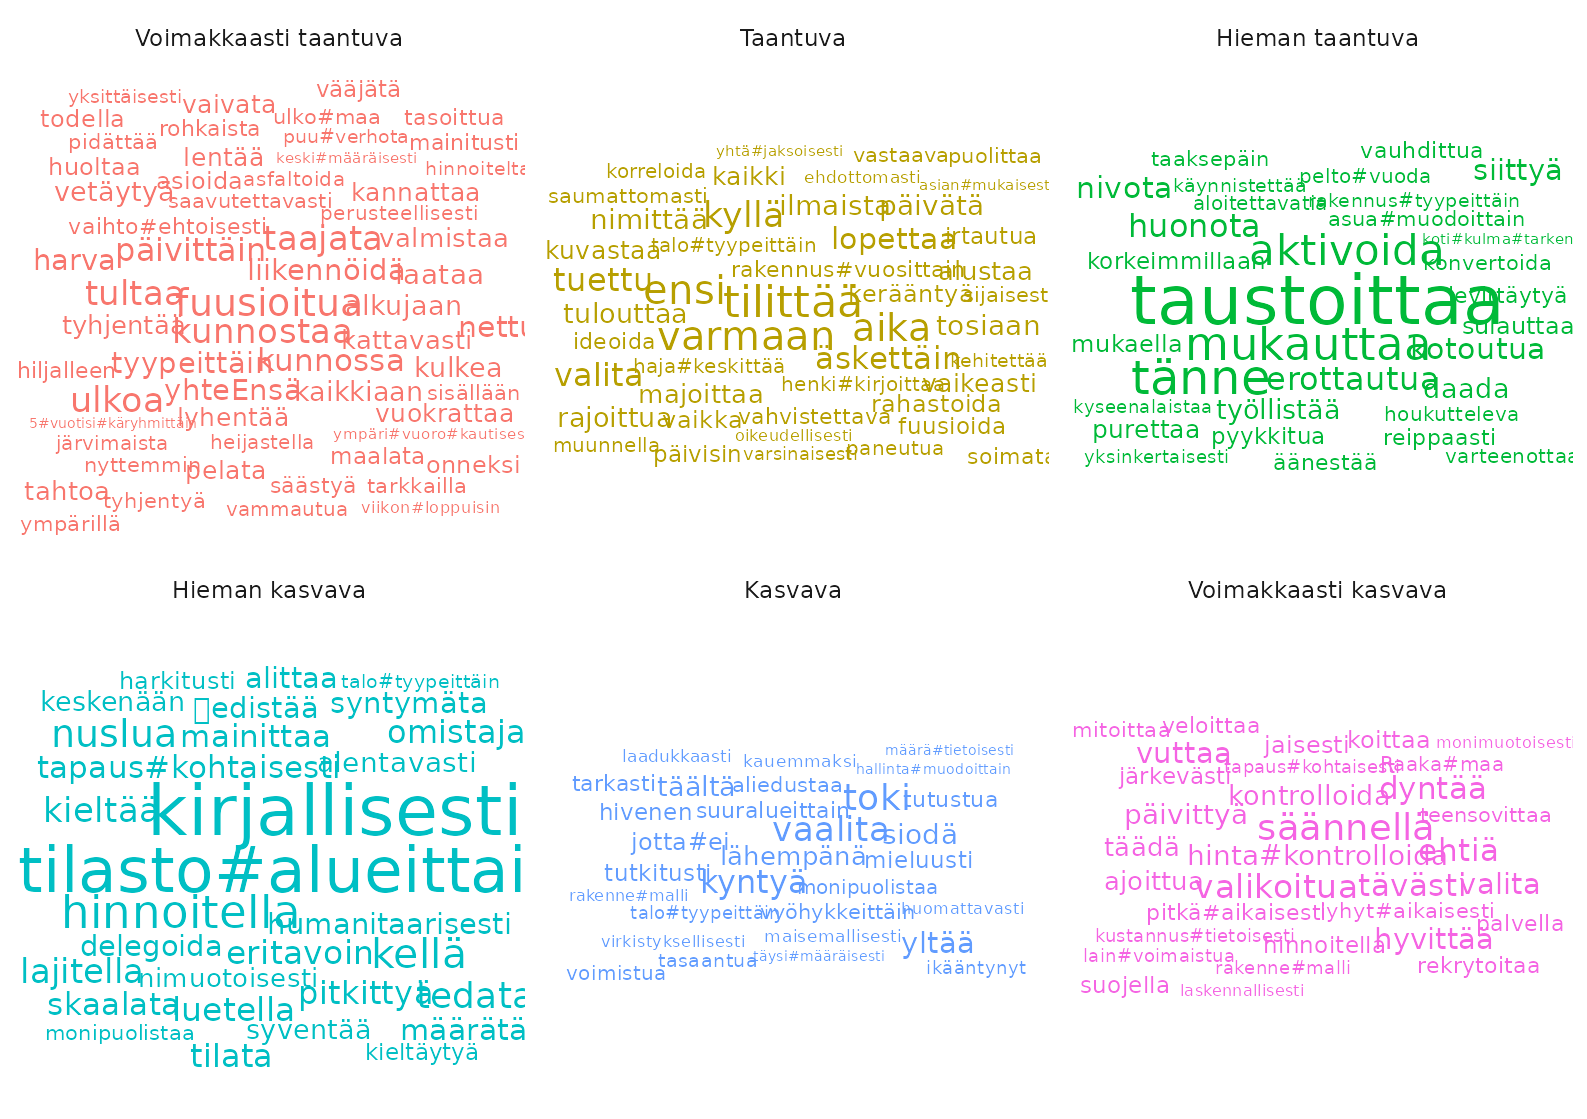 Voimakkaasti taantuva
vääjätä
yksittäisesti
vaivata
todella
ulko#maa
tasoittua
rohkaista
pidättää
puu#verhota
mainitusti
lentää
keski#määräisesti
huoltaa
hinnoitelta
asioida
asfaltoida
vetäytyä
kannattaa
saavutettavasti
perusteellisesti
vaihto#ehtoisesti
taajata
valmistaa
päivittäin
harva
liikennöidä
laataa
tultaa
fuusioitua
alkujaan
tyhjentää
kunnostaa
nettu
kattavasti
tyypeittäin
kunnossa
hiljalleen
kulkea
yhteEnsä
kaikkiaan
sisällään
ulkoa
lyhentää
vuokrattaa
5#vuotisi#käryhmittäin
järvimaista
heijastella
ympäri#vuoro#kautises
nyttemmin
pelata
maalata
onneksi
tahtoa
säästyä
tarkkailla
tyhjentyä
vammautua
viikon#loppuisin
ympärillä
Taantuva
yhtä#jaksoisesti
vastaava
puolittaa
korreloida
kaikki
ehdottomasti
asian#mukaisest
saumattomasti
nimittää
kyllä
ilmaista
päivätä
kuvastaa
talo#tyypeittäin
lopettaa
irtautua
rakennus#vuosittain
alustaa
tuettu
ensi
tilittää
kerääntyä
sijaisest
tulouttaa
varmaan
aika
tosiaan
ideoida
äskettäin
kehitettää
haja#keskittää
valita
henki#kirjoittaa
vaikeasti
majoittaa
rahastoida
rajoittua
vaikka
vahvistettava
fuusioida
oikeudellisesti
muunnella
päivisin
varsinaisesti
paneutua
soimata
Hieman taantuva
vauhdittua
taaksepäin
siittyä
pelto#vuoda
nivota
käynnistettää
aloitettavatla
rakennus#tyypeittäin
huonota
asua#muodoittain
aktivoida
koti#kulma#tarken
korkeimmillaan
konvertoida
taustoittaa
levittäytyä
sulauttaa
mukaella
mukauttaa
kotoutua
tänne
erottautua
daada
kyseenalaistaa
työllistää
houkutteleva
purettaa
pyykkitua
reippaasti
yksinkertaisesti
äänestää
varteenottaa
Hieman kasvava
harkitusti
alittaa
talo#tyypeittäin
keskenään
edistää
syntymäta
nuslua
mainittaa
omistaja
tapaus#kohtaisesti
alentavasti
kieltää
kirjallisesti
tilasto#alueittai
hinnoitella
humanitaarisesti
delegoida
eritavoin
kellä
lajitella
nimuotoisesti
pitkittyä
tedata
skaalata
luetella
monipuolistaa
syventää
määrätä
tilata
kieltäytyä
Kasvava
määrä#tietoisesti
laadukkaasti
kauemmaksi
hallinta#muodoittain
tarkasti
täältä
aliedustaa
toki
tutustua
hivenen
suuralueittain
vaalita
siodä
jotta#ei
lähempänä
mieluusti
tutkitusti
kyntyä
monipuolistaa
rakenne#malli
talo#tyypeittäin
vyöhykkeittäin
huomattavasti
virkistyksellisesti
maisemallisesti
yltää
tasaantua
täysi#määräisesti
voimistua
ikääntynyt
Voimakkaasti kasvava
mitoittaa
veloittaa
vuttaa
jaisesti
koittaa
monimuotoisesti
järkevästi
tapaus#kohtaisesti
Raaka#maa
kontrolloida
dyntää
päivittyä
säännellä
teensovittaa
täädä
hinta#kontrolloida
ehtiä
ajoittua
valikoitua
tävästi
valita
pitkä#aikaisesti
lyhyt#aikaisesti
palvella
kustannus#tietoisesti
hinnoitella
hyvittää
lain#voimaistua
rakenne#malli
rekrytoitaa
suojella
laskennallisesti